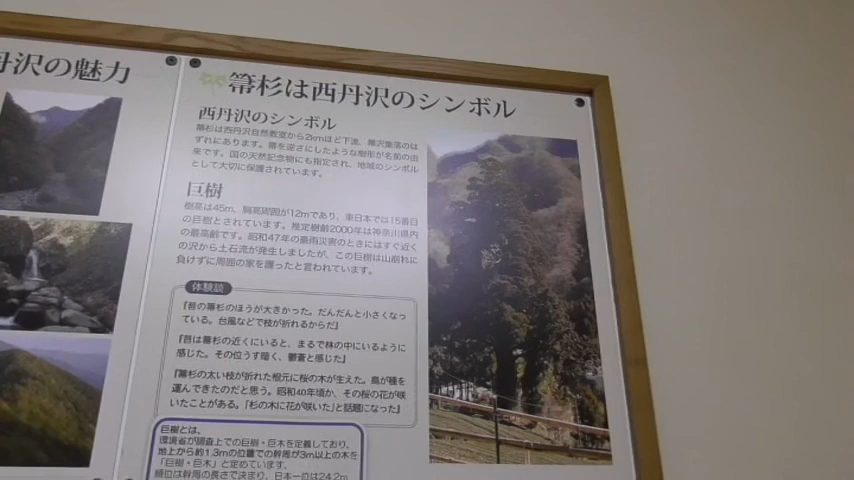 丹沢の魅力
箒杉は西丹沢のシンボル
西丹沢のシンボル
箒杉は西丹沢自然教室から2kmほど下流、箒沢集落のは
ずれにあります。箒を逆さにしたような樹形が名前の由
来です。国の天然記念物にも指定され、地域のシンボル
として大切に保護されています。
巨樹
樹高は45m、胸高周囲が12mであり、東日本では15番目
の巨樹とされています。推定樹齢2000年は神奈川県内
の最高齢です。昭和47年の豪雨災害のときにはすぐ近く
の沢から土石流が発生しましたが、この巨樹は山崩れに
負けずに周囲の家を護ったと言われています。
体験談
『昔の箒杉のほうが大きかった。だんだんと小さくなっ
ている。台風などで枝が折れるからだ』
『昔は箒杉の近くにいると、まるで林の中にいるように
感じた。その位うす暗く、鬱蒼と感じた』
『箒杉の太い枝が折れた根元に桜の木が生えた。鳥が種を
運んできたのだと思う。昭和40年頃か、その桜の花が咲
いたことがある。「杉の木に花が咲いた」と話題になった』
巨樹とは、
環境省が調査上での巨樹・巨木を定義しており、
地上から約1.3mの位置での幹周が3m以上の木を
「巨樹・巨木」と定めています。
順位は幹周の長さで決まり、日本一位は24.2m